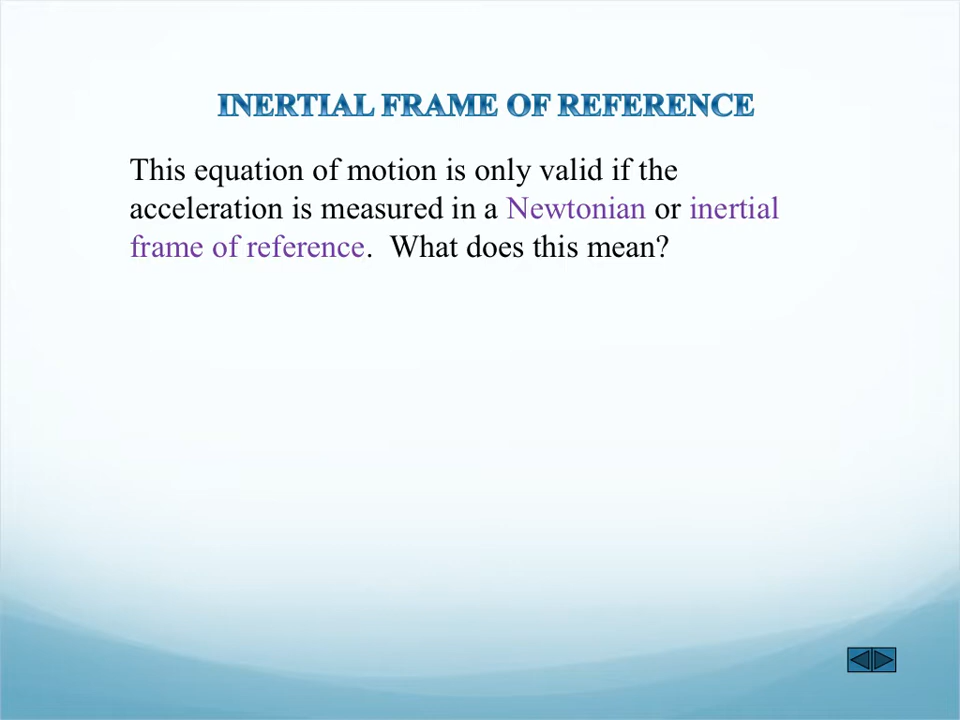 INERTIAL FRAME OF REFERENCE
This equation of motion is only valid if the
acceleration is measured in a Newtonian or inertial
frame of reference.  What does this mean?